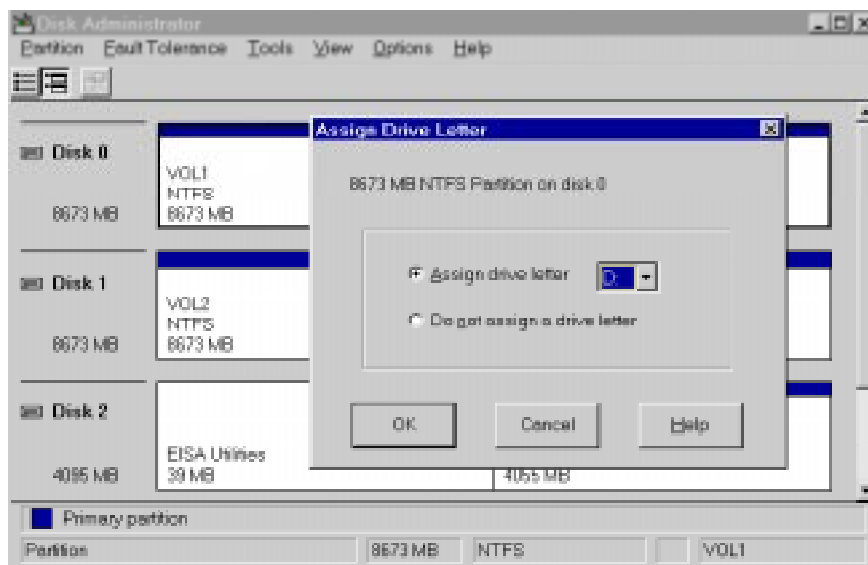 Disk Administrator
Partition Fault Tolerance Tools View Options Help
Disk 0
8673 MB
VOL1
NTFS
8673 MB
Assign Drive Letter
8673 MB NTFS Partition on disk 0
Assign drive letter D:
Do not assign a drive letter
OK Cancel Help
Disk 1
8673 MB
VOL2
NTFS
8673 MB
Disk 2
4095 MB
EISA Utilities
39 MB
4055 MB
Primary partition
Partition 8673 MB NTFS VOL1